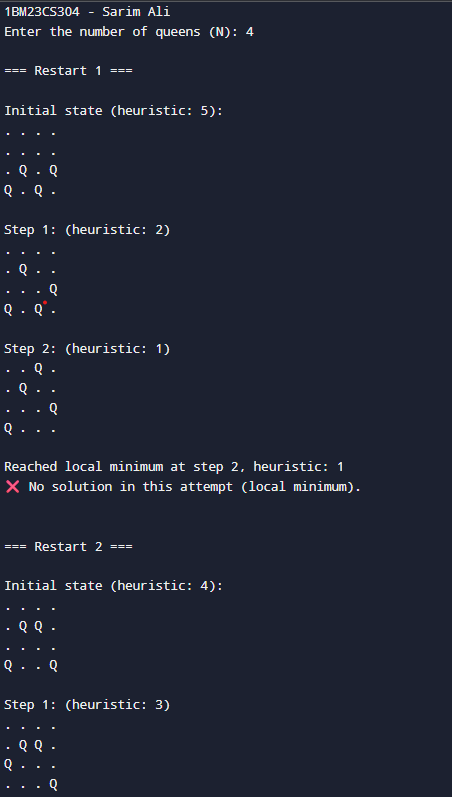 1BM23CS304 - Sarim Ali
Enter the number of queens (N): 4
=== Restart 1 ===
Initial state (heuristic: 5):
. . . .
. . . .
. Q . Q
Q . Q .
Step 1: (heuristic: 2)
. . . .
. Q . .
. . . Q
Q . Q .
Step 2: (heuristic: 1)
. . Q .
. Q . .
. . . Q
Q . . .
Reached local minimum at step 2, heuristic: 1
❌ No solution in this attempt (local minimum).
=== Restart 2 ===
Initial state (heuristic: 4):
. . . .
. Q Q .
. . . .
Q . . Q
Step 1: (heuristic: 3)
. . . .
. Q Q .
Q . . .
. . . Q